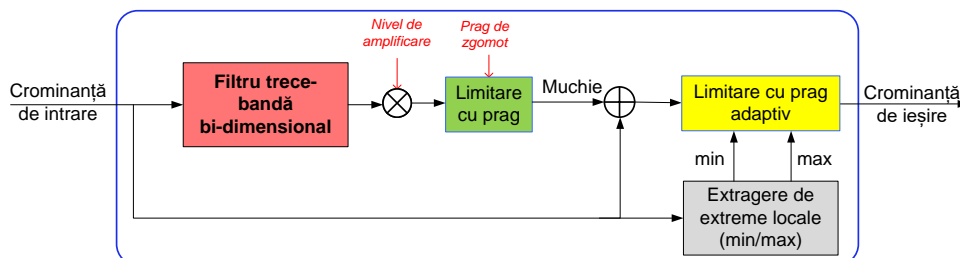 Nivel de
amplificare
Prag de
zgomot
Crominanță
de intrare
Filtru trece-
bandă
bi-dimensional
Limitare
cu prag
Muchie
Limitare cu prag
adaptiv
Crominanță
de ieșire
min
max
Extragere de
extreme locale
(min/max)